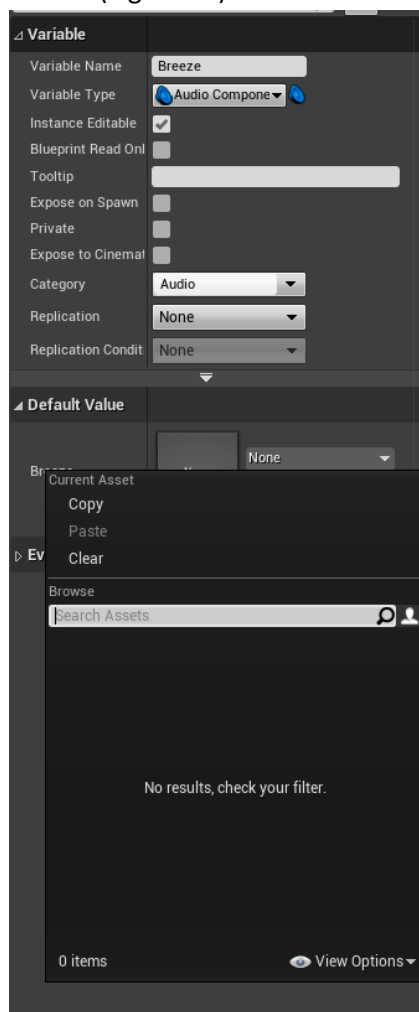 Variable
Variable Name Breeze
Variable Type Audio Compone
Instance Editable
Blueprint Read Onl
Tooltip
Expose on Spawn
Private
Expose to Cinemat
Category Audio
Replication None
Replication Condit None
Default Value
None
Current Asset
Copy
Paste
Ev
Clear
Browse
Search Assets
No results, check your filter.
0 items View Options